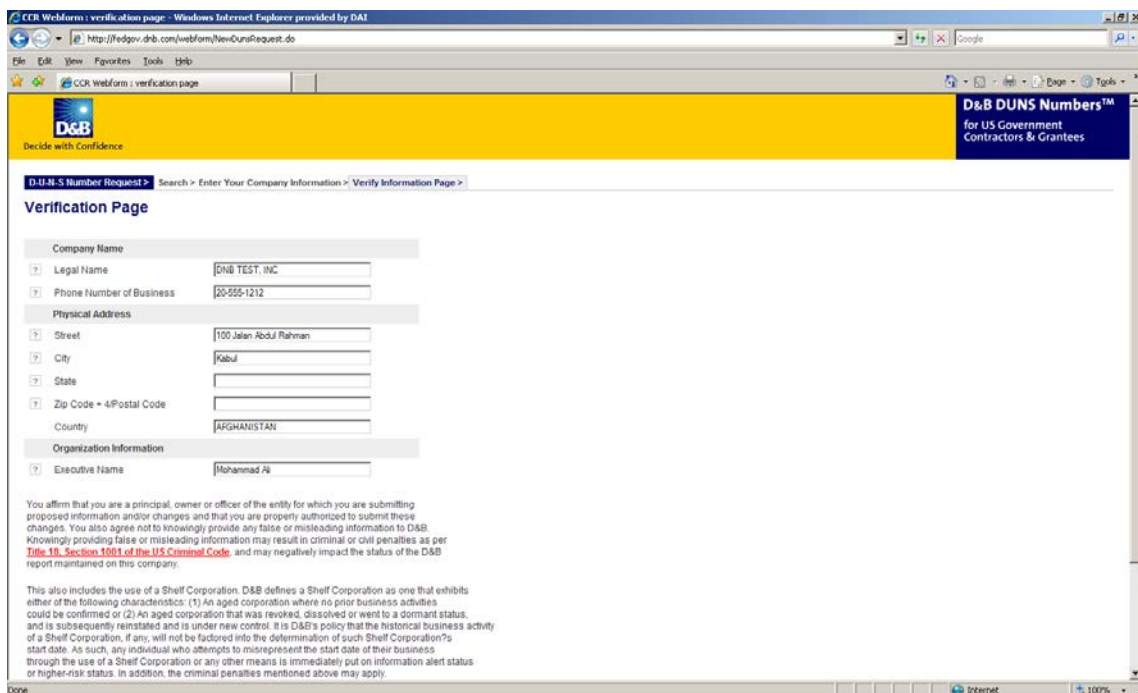 CCR Webform : verification page - Windows Internet Explorer provided by DAI
http://fedgov.dnb.com/webform/NewDunsRequest.do
Google
File Edit View Favorites Tools Help
CCR Webform : verification page
Page Tools
D&B
Decide with Confidence
D&B DUNS Numbers™
for US Government
Contractors & Grantees
D-U-N-S Number Request > Search > Enter Your Company Information > Verify Information Page >
Verification Page
Company Name
? Legal Name DNB TEST, INC
? Phone Number of Business 20-555-1212
Physical Address
? Street 100 Jalan Abdul Rahman
? City Kabul
? State
? Zip Code + 4/Postal Code
Country AFGHANISTAN
Organization Information
? Executive Name Mohammad Ali
You affirm that you are a principal, owner or officer of the entity for which you are submitting
proposed information and/or changes and that you are properly authorized to submit these
changes. You also agree not to knowingly provide any false or misleading information to D&B.
Knowingly providing false or misleading information may result in criminal or civil penalties as per
Title 18, Section 1001 of the US Criminal Code, and may negatively impact the status of the D&B
report maintained on this company.
This also includes the use of a Shelf Corporation. D&B defines a Shelf Corporation as one that exhibits
either of the following characteristics: (1) An aged corporation where no prior business activities
could be confirmed or (2) An aged corporation that was revoked, dissolved or went to a dormant status,
and is subsequently reinstated and is under new control. It is D&B's policy that the historical business activity
of a Shelf Corporation, if any, will not be factored into the determination of such Shelf Corporation?s
start date. As such, any individual who attempts to misrepresent the start date of their business
through the use of a Shelf Corporation or any other means is immediately put on information alert status
or higher-risk status. In addition, the criminal penalties mentioned above may apply.
Done
Internet
100%